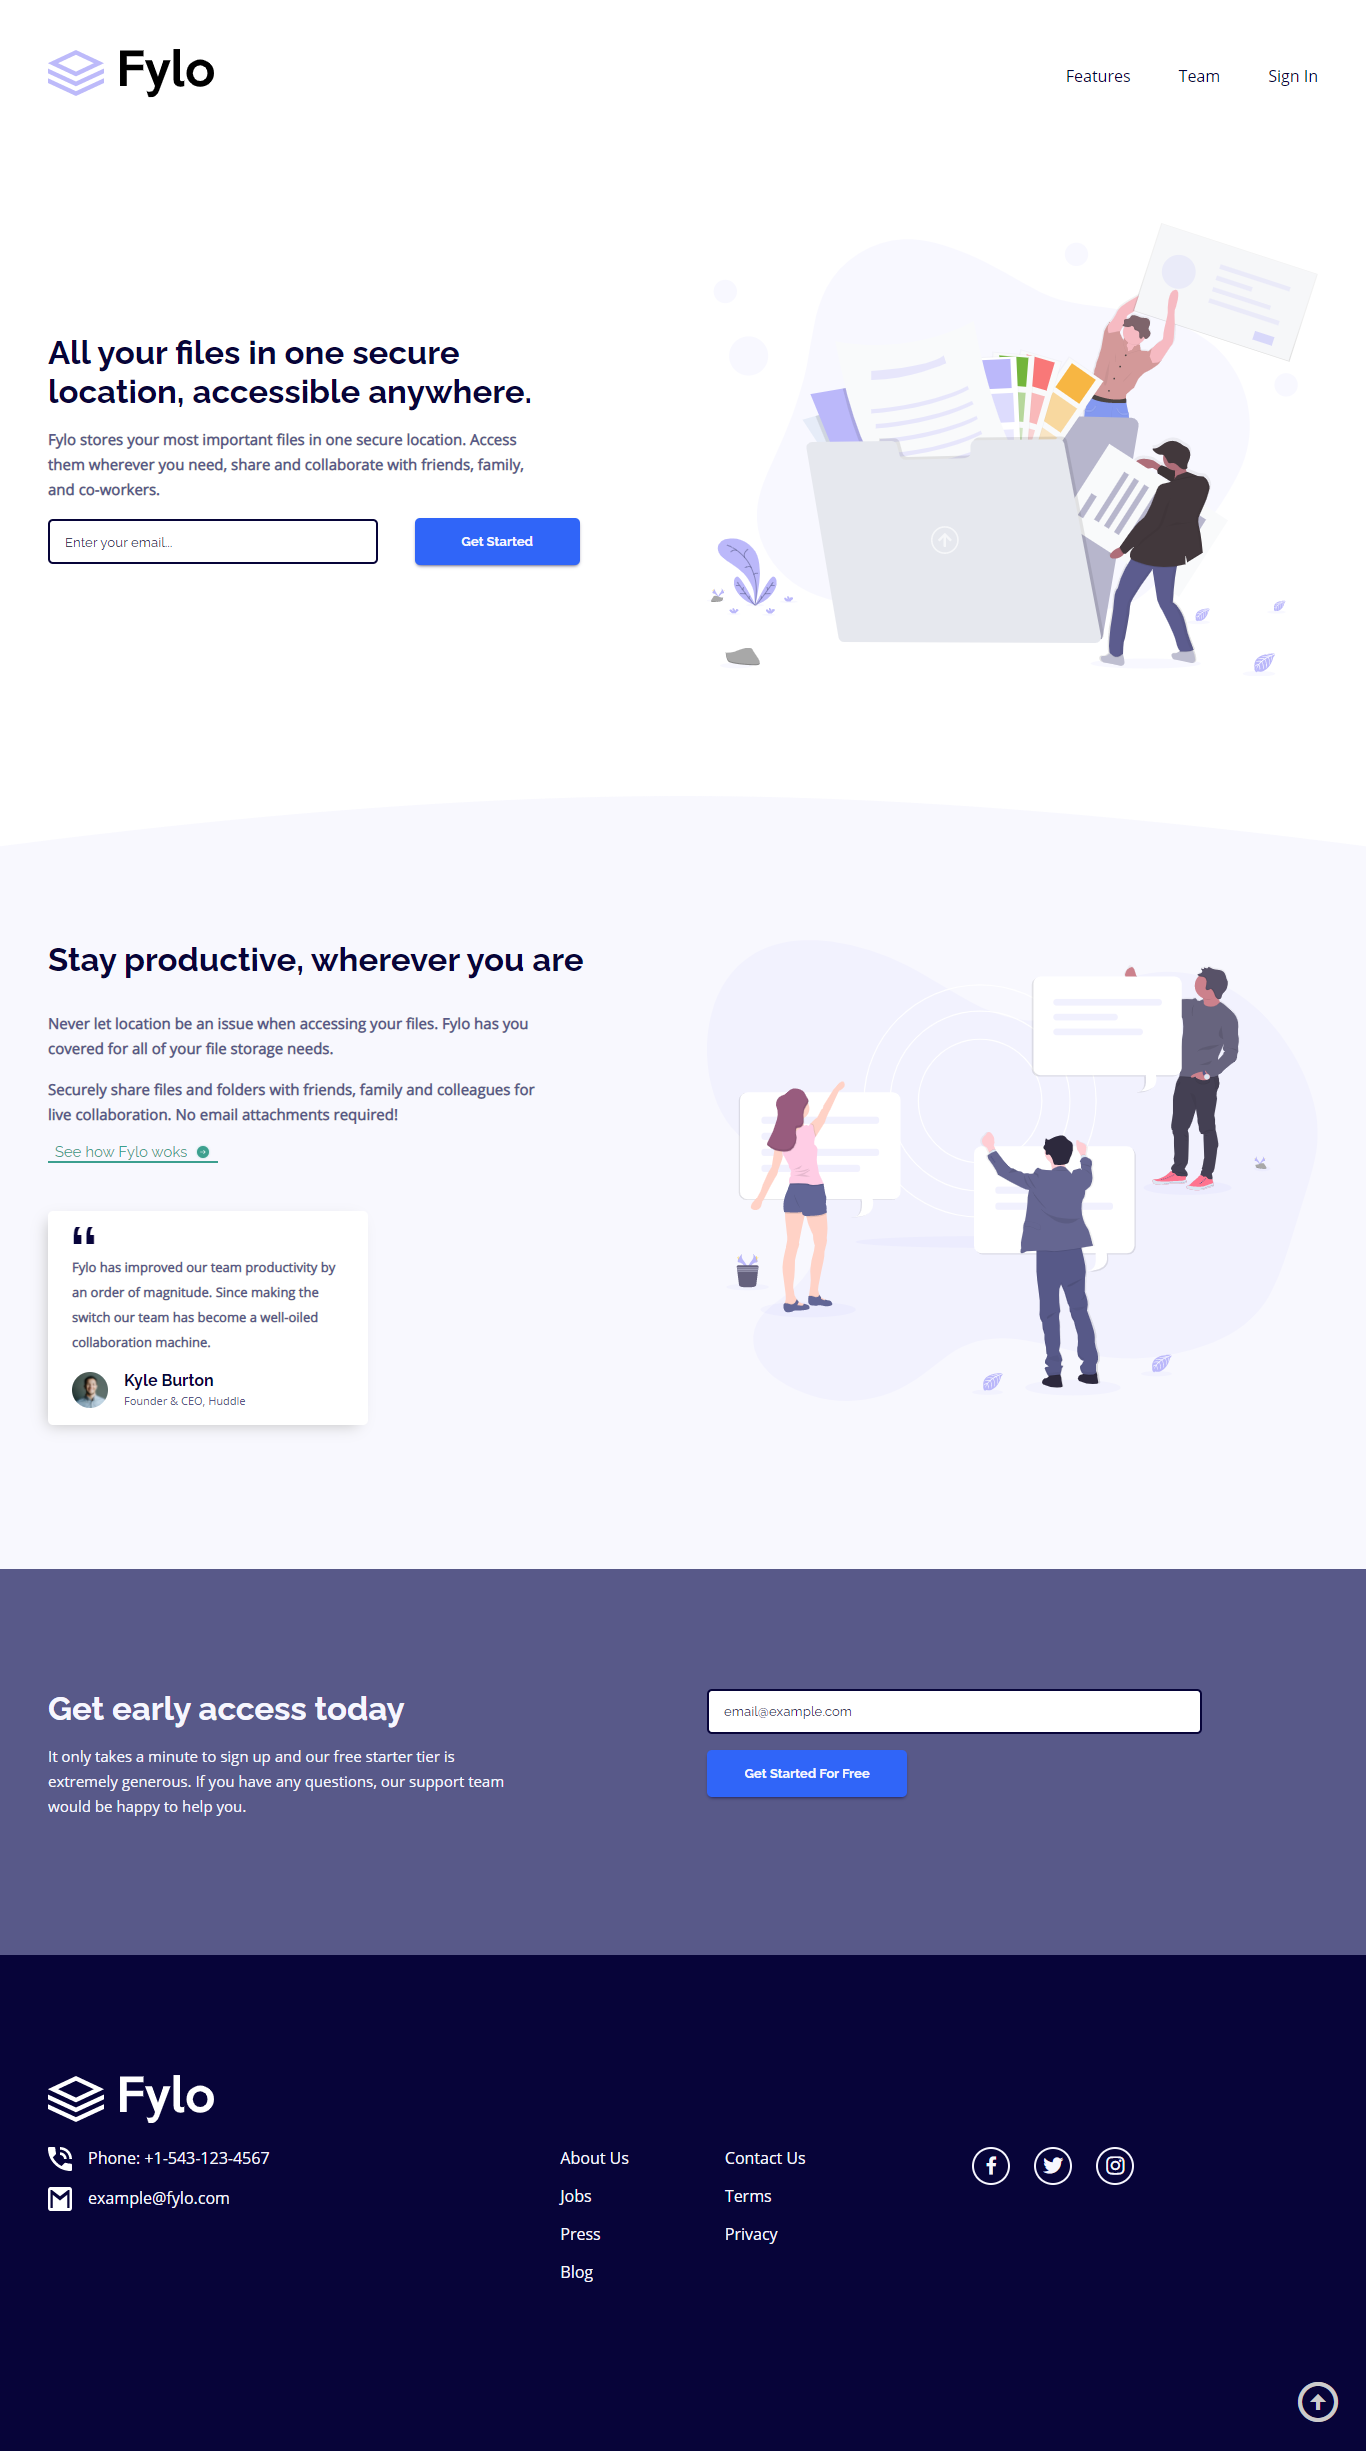 Fylo
Features
Team
Sign In
All your files in one secure
location, accessible anywhere.
Fylo stores your most important files in one secure location. Access
them wherever you need, share and collaborate with friends, family,
and co-workers.
Enter your email...
Get Started
Stay productive, wherever you are
Never let location be an issue when accessing your files. Fylo has you
covered for all of your file storage needs.
Securely share files and folders with friends, family and colleagues for
live collaboration. No email attachments required!
See how Fylo woks
“
Fylo has improved our team productivity by
an order of magnitude. Since making the
switch our team has become a well-oiled
collaboration machine.
Kyle Burton
Founder & CEO, Huddle
Get early access today
It only takes a minute to sign up and our free starter tier is
extremely generous. If you have any questions, our support team
would be happy to help you.
email@example.com
Get Started For Free
Fylo
Phone: +1-543-123-4567
example@fylo.com
About Us
Jobs
Press
Blog
Contact Us
Terms
Privacy